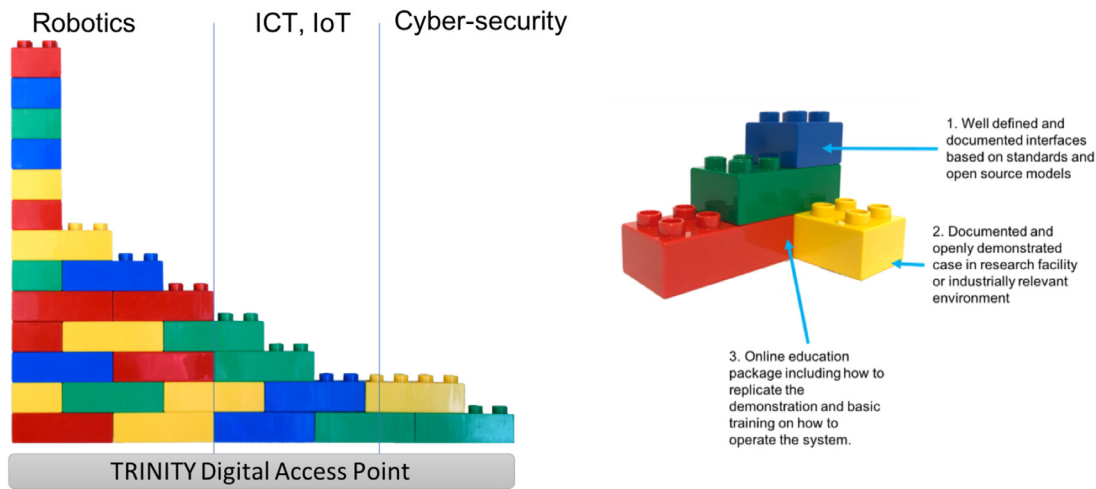 Robotics
ICT, IoT
Cyber-security
TRINITY Digital Access Point
1. Well defined and
documented interfaces
based on standards and
open source models
2. Documented and
openly demonstrated
case in research facility
or industrially relevant
environment
3. Online education
package including how to
replicate the
demonstration and basic
training on how to
operate the system.